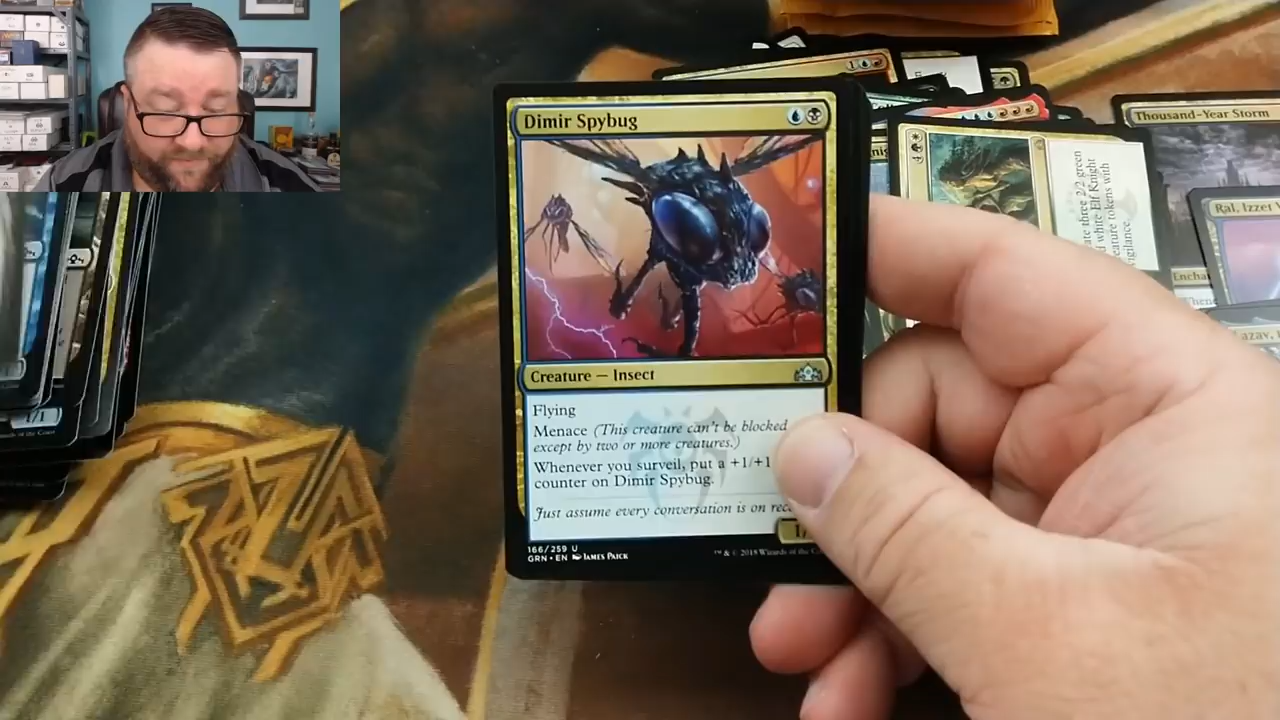 Dimir Spybug
Creature — Insect
Flying
Menace (This creature can't be blocked
except by two or more creatures.)
Whenever you surveil, put a +1/+1
counter on Dimir Spybug.
Just assume every conversation is on
166/259 U
GRN • EN James Paick
™ & © 2018 Wizards of the
1/1
Thousand-Year Storm
Ral, Izzet
three 2/2 green
white Elf Knight
tokens with
vigilance.